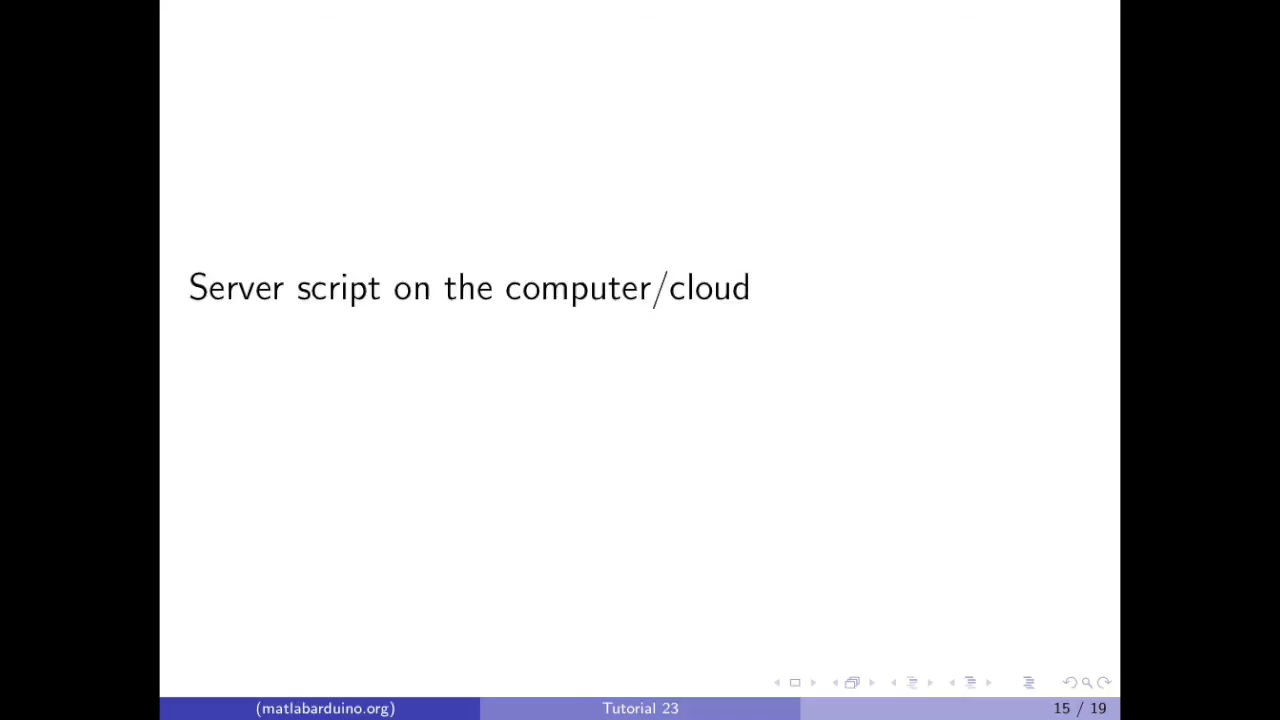 Server script on the computer/cloud
(matlabarduino.org) Tutorial 23 15 / 19